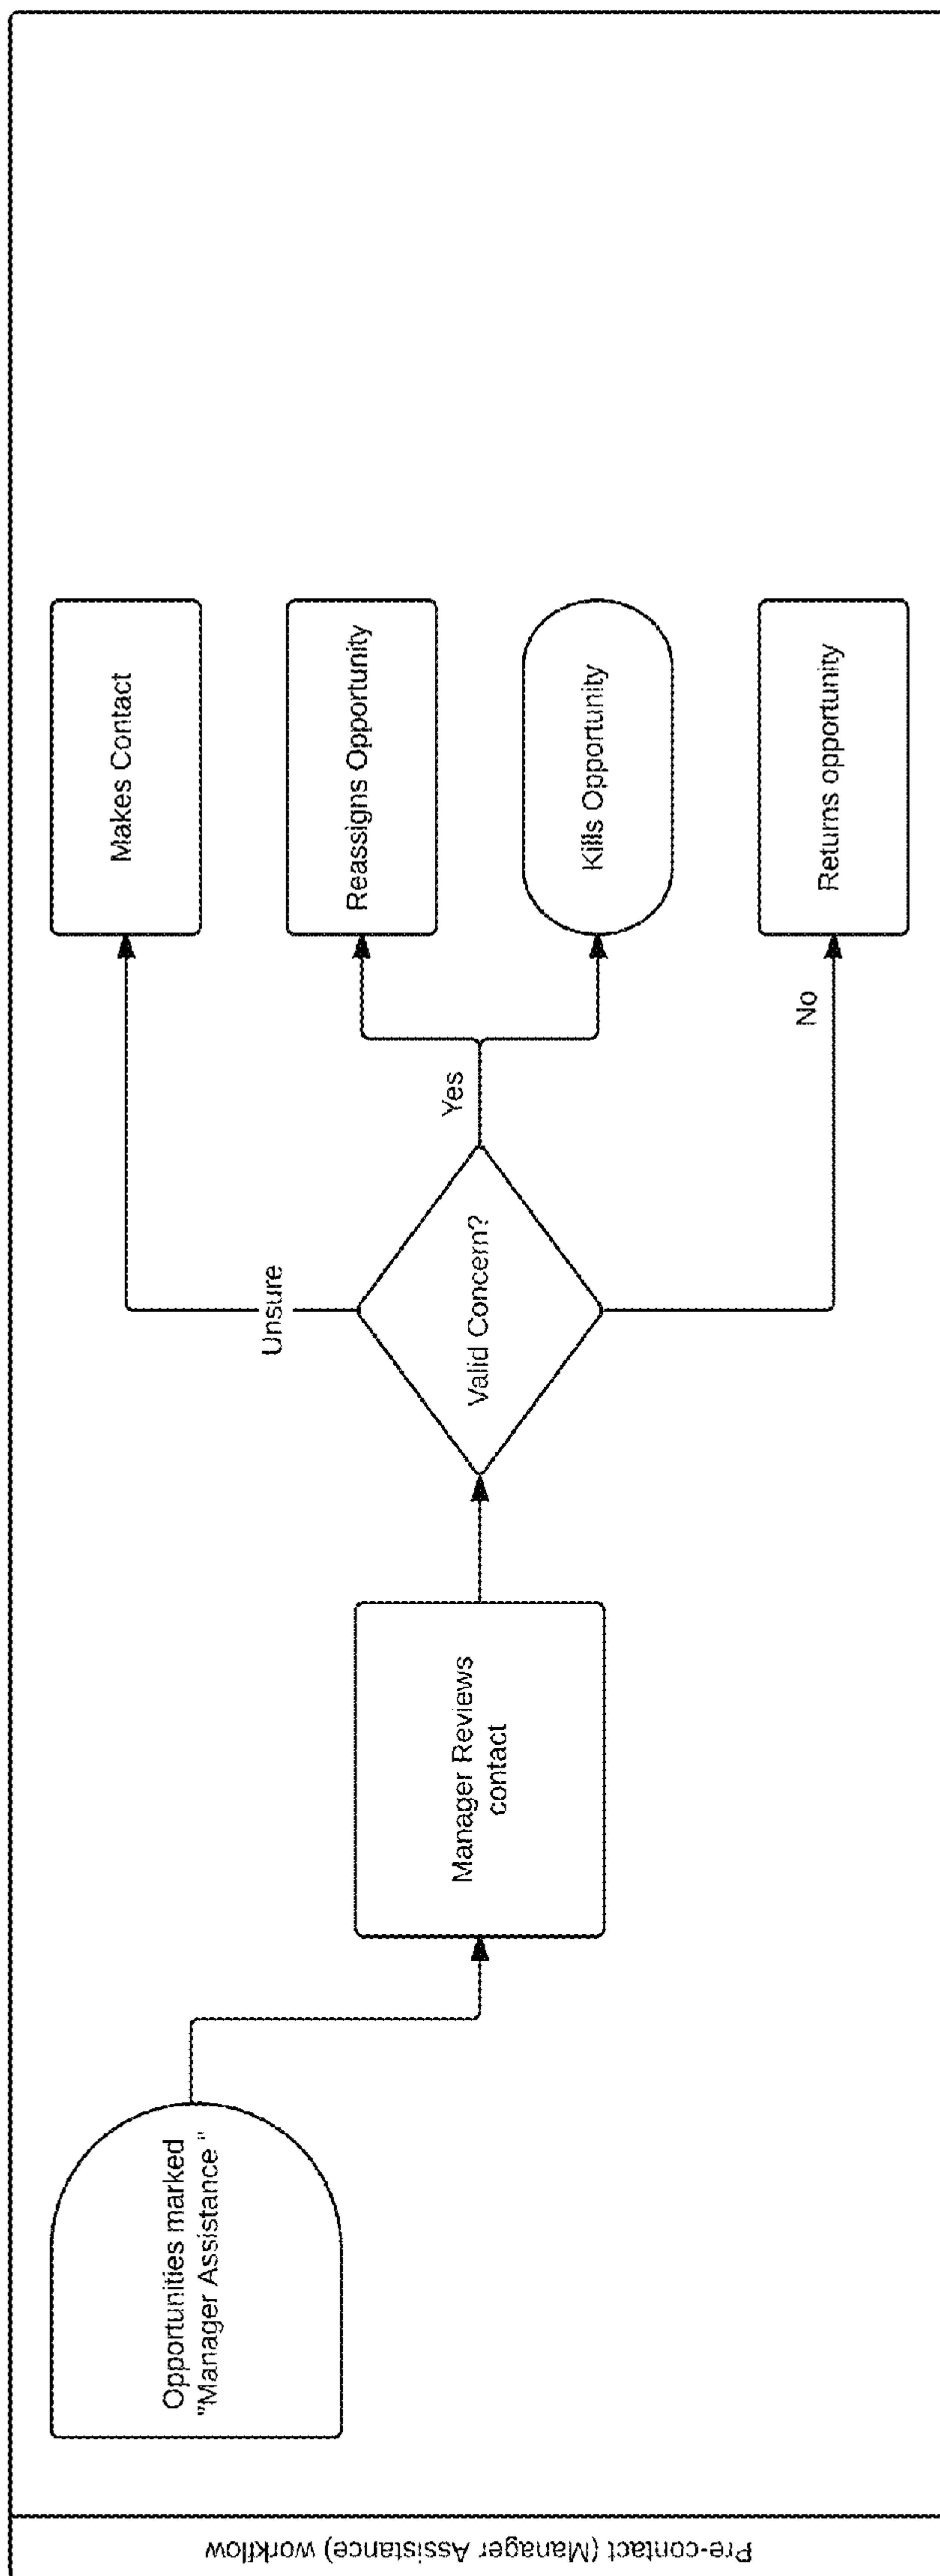 Pre-contact (Manager Assistance) workflow
Opportunities marked
"Manager Assistance"
Manager Reviews
contact
Valid Concern?
Unsure
Yes
No
Makes Contact
Reassigns Opportunity
Kills Opportunity
Returns opportunity